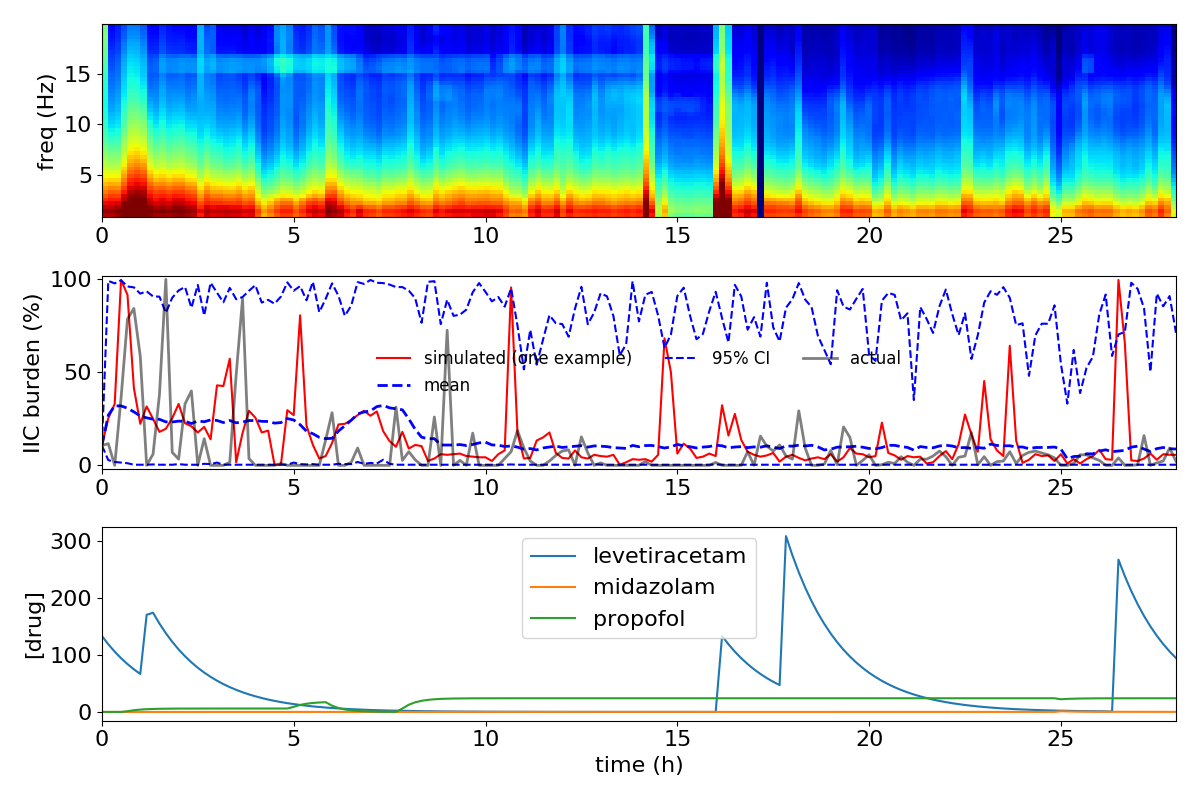 freq (Hz)
15
10
5
0 5 10 15 20 25
IIC burden (%)
100
50
0
simulated (one example) 95% CI actual
mean
0 5 10 15 20 25
[drug]
300
200
100
0
levetiracetam
midazolam
propofol
0 5 10 15 20 25
time (h)